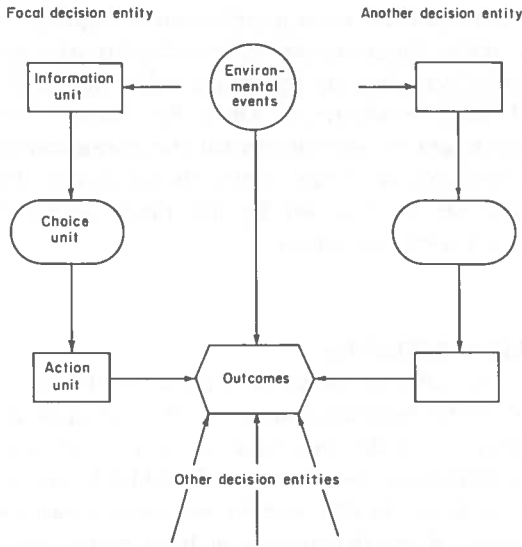 Focal decision entity
Another decision entity
Information
unit
Environ-
mental
events
Choice
unit
Action
unit
Outcomes
Other decision entities